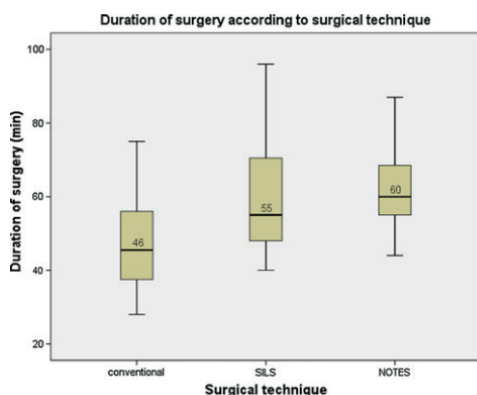 Duration of surgery according to surgical technique
100
80
60
40
20
Duration of surgery (min)
46
55
60
conventional
SILS
NOTES
Surgical technique